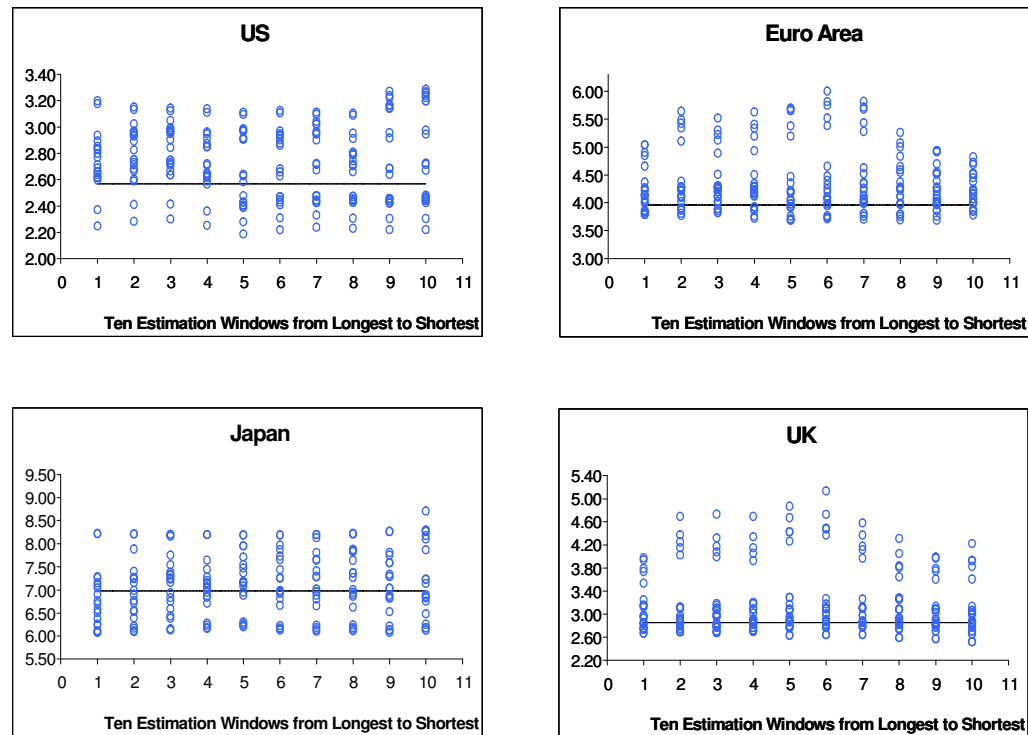 US
3.40
3.20
3.00
2.80
2.60
2.40
2.20
2.00
0 1 2 3 4 5 6 7 8 9 10 11
Ten Estimation Windows from Longest to Shortest
Euro Area
6.00
5.50
5.00
4.50
4.00
3.50
3.00
0 1 2 3 4 5 6 7 8 9 10 11
Ten Estimation Windows from Longest to Shortest
Japan
9.50
9.00
8.50
8.00
7.50
7.00
6.50
6.00
5.50
0 1 2 3 4 5 6 7 8 9 10 11
Ten Estimation Windows from Longest to Shortest
UK
5.40
5.00
4.60
4.20
3.80
3.40
3.00
2.60
2.20
0 1 2 3 4 5 6 7 8 9 10 11
Ten Estimation Windows from Longest to Shortest